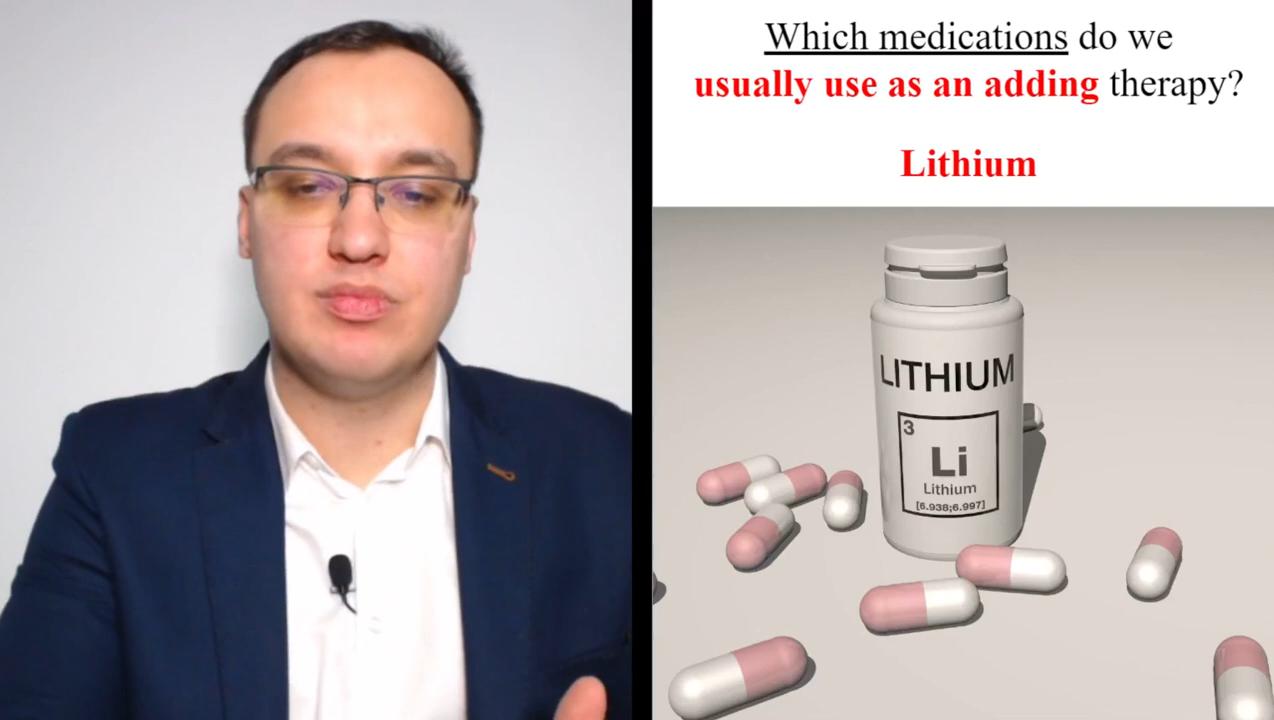 Which medications do we
usually use as an adding therapy?
Lithium
LITHIUM
3
Li
Lithium
[6.938;6.997]